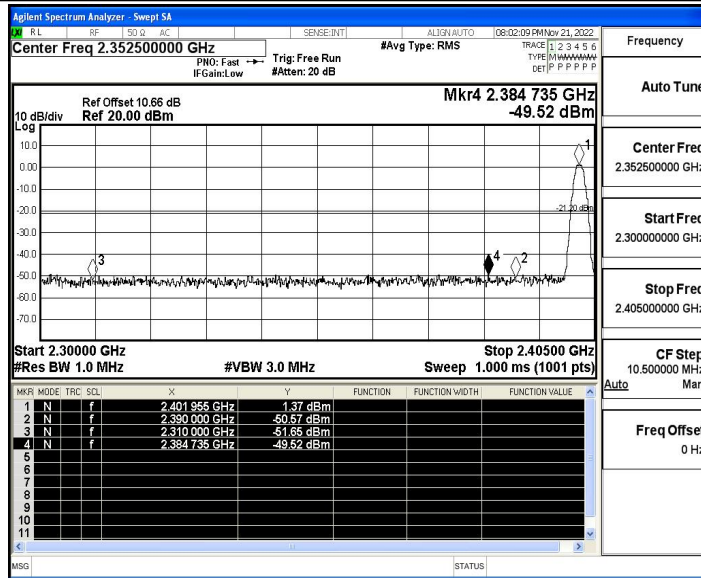 Agilent Spectrum Analyzer - Swept SA
RL RF 50 Ω AC SENSE:INT ALIGN AUTO 08:02:09 PM Nov 21, 2022
Center Freq 2.352500000 GHz #Avg Type: RMS TRACE 1 2 3 4 5 6
PNO: Fast Trig: Free Run TYPE M WWWWW
IFGain:Low #Atten: 20 dB DET P P P P P P
Frequency
Auto Tune
Center Freq
2.352500000 GHz
Start Freq
2.300000000 GHz
Stop Freq
2.405000000 GHz
CF Step
10.500000 MHz
Auto Man
Freq Offset
0 Hz
Mkr4 2.384 735 GHz
-49.52 dBm
Ref Offset 10.66 dB
10 dB/div Ref 20.00 dBm
Log
10.0
0.00
-10.0
-20.0
-30.0
-40.0
-50.0
-60.0
-70.0
1
-21.20 dBm
3
4
2
Start 2.30000 GHz Stop 2.40500 GHz
#Res BW 1.0 MHz #VBW 3.0 MHz Sweep 1.000 ms (1001 pts)
MKR MODE TRC SCL X Y FUNCTION FUNCTION WIDTH FUNCTION VALUE
1 N f 2.401 955 GHz 1.37 dBm
2 N f 2.390 000 GHz -50.57 dBm
3 N f 2.310 000 GHz -51.65 dBm
4 N f 2.384 735 GHz -49.52 dBm
5
6
7
8
9
10
11
MSG STATUS